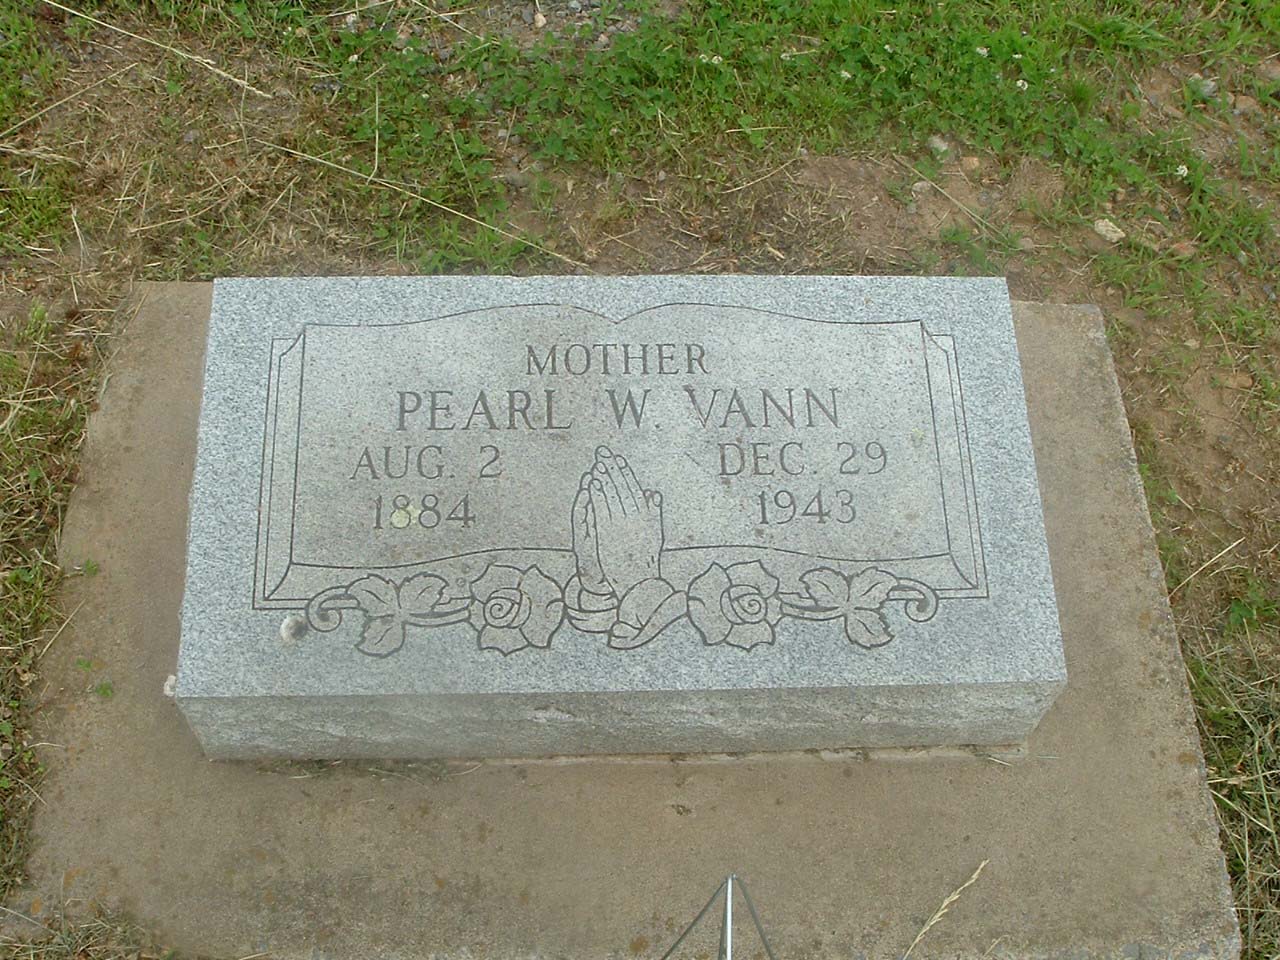 MOTHER
PEARL W. VANN
AUG. 2 DEC. 29
1884 1943